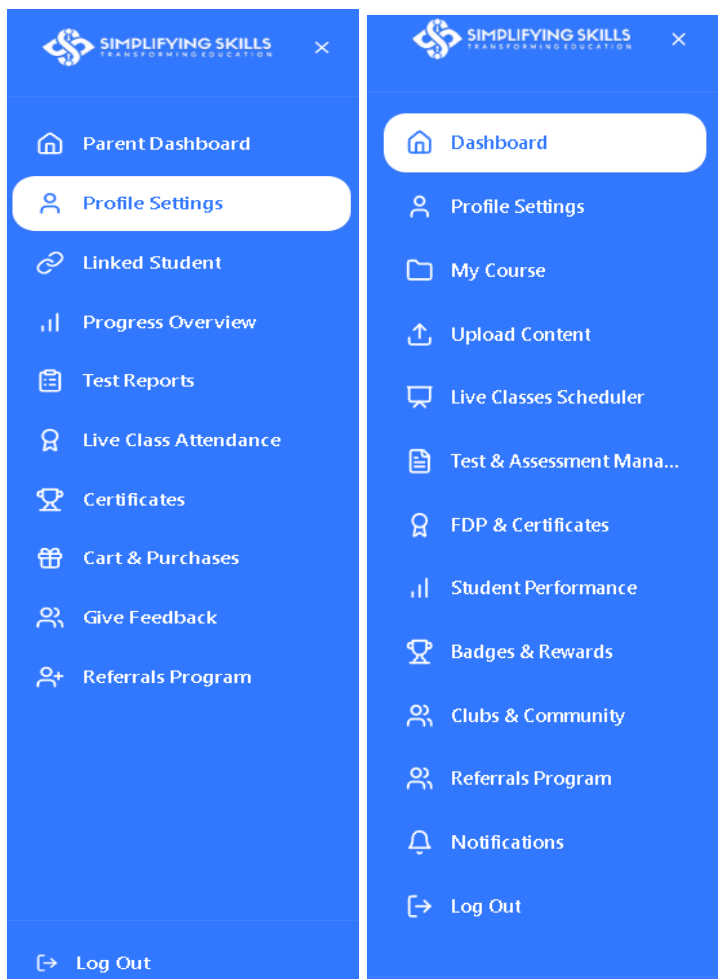 SIMPLIFYING SKILLS
TRANSFORMING EDUCATION
Parent Dashboard
Profile Settings
Linked Student
Progress Overview
Test Reports
Live Class Attendance
Certificates
Cart & Purchases
Give Feedback
Referrals Program
Log Out
SIMPLIFYING SKILLS
TRANSFORMING EDUCATION
Dashboard
Profile Settings
My Course
Upload Content
Live Classes Scheduler
Test & Assessment Mana...
FDP & Certificates
Student Performance
Badges & Rewards
Clubs & Community
Referrals Program
Notifications
Log Out